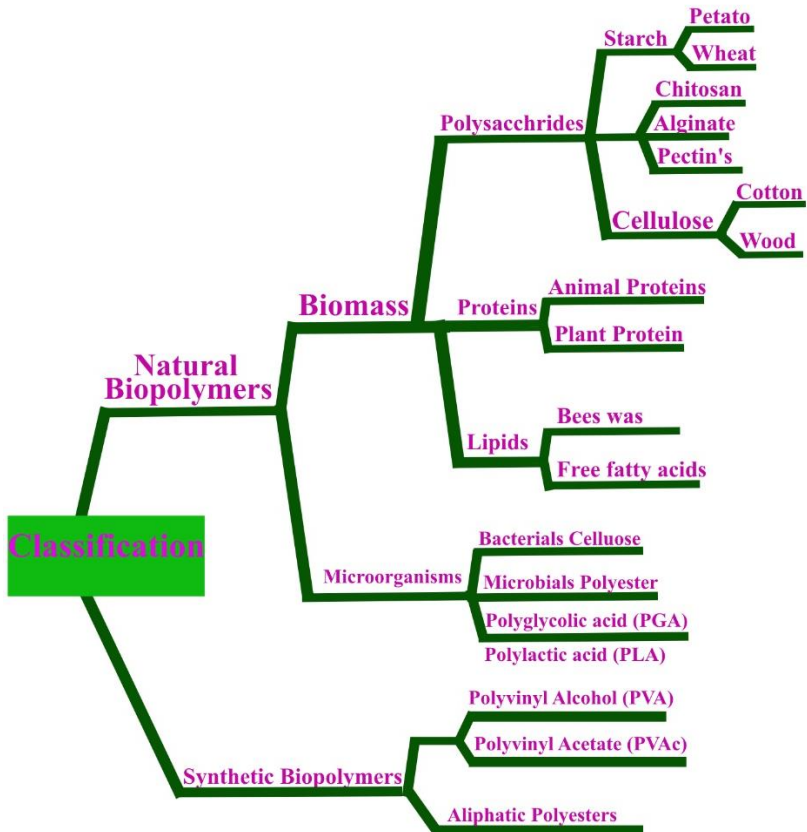 Petato
Starch
Wheat
Chitosan
Polysacchrides
Alginate
Pectin's
Cotton
Cellulose
Wood
Animal Proteins
Biomass
Proteins
Plant Protein
Natural
Biopolymers
Bees was
Lipids
Free fatty acids
Classification
Bacterials Celluose
Microorganisms
Microbials Polyester
Polyglycolic acid (PGA)
Polylactic acid (PLA)
Polyvinyl Alcohol (PVA)
Polyvinyl Acetate (PVAc)
Synthetic Biopolymers
Aliphatic Polyesters